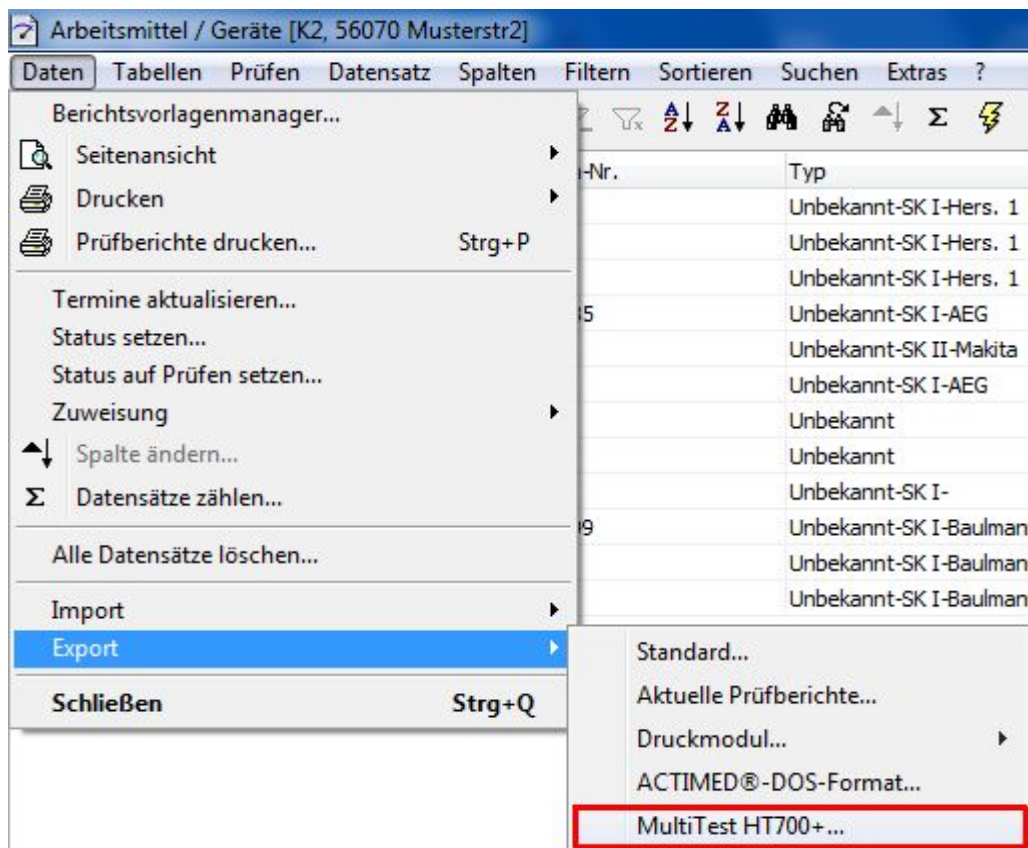 Arbeitsmittel / Geräte [K2, 56070 Musterstr2]
Daten Tabellen Prüfen Datensatz Spalten Filtern Sortieren Suchen Extras ?
Berichtsvorlagenmanager...
Seitenansicht
Drucken
Prüfberichte drucken... Strg+P
Termine aktualisieren...
Status setzen...
Status auf Prüfen setzen...
Zuweisung
Spalte ändern...
Σ Datensätze zählen...
Alle Datensätze löschen...
Import
Export
Schließen Strg+Q
A Z Z A Σ
-Nr. Typ
Unbekannt-SK I-Hers. 1
Unbekannt-SK I-Hers. 1
Unbekannt-SK I-Hers. 1
5 Unbekannt-SK I-AEG
Unbekannt-SK II-Makita
Unbekannt-SK I-AEG
Unbekannt
Unbekannt
Unbekannt-SK I-
9 Unbekannt-SK I-Baulman
Unbekannt-SK I-Baulman
Unbekannt-SK I-Baulman
Standard...
Aktuelle Prüfberichte...
Druckmodul...
ACTIMED®-DOS-Format...
MultiTest HT700+...